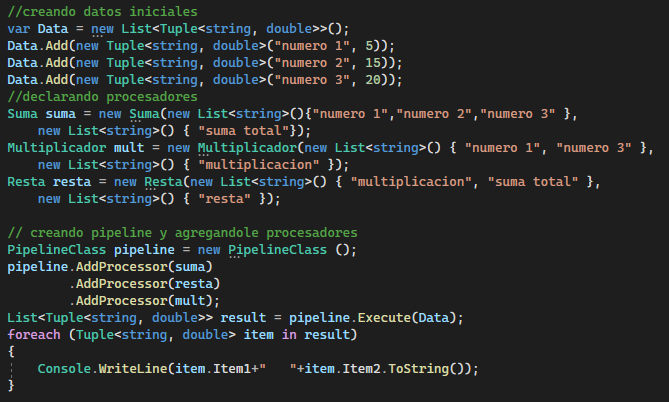 //creando datos iniciales
var Data = new List<Tuple<string, double>>();
Data.Add(new Tuple<string, double>("numero 1", 5));
Data.Add(new Tuple<string, double>("numero 2", 15));
Data.Add(new Tuple<string, double>("numero 3", 20));
//declarando procesadores
Suma suma = new Suma(new List<string>(){"numero 1","numero 2","numero 3" },
    new List<string>() { "suma total"});
Multiplicador mult = new Multiplicador(new List<string>() { "numero 1", "numero 3" },
    new List<string>() { "multiplicacion" });
Resta resta = new Resta(new List<string>() { "multiplicacion", "suma total" },
    new List<string>() { "resta" });

// creando pipeline y agregandole procesadores
PipelineClass pipeline = new PipelineClass ();
pipeline.AddProcessor(suma)
        .AddProcessor(resta)
        .AddProcessor(mult);
List<Tuple<string, double>> result = pipeline.Execute(Data);
foreach (Tuple<string, double> item in result)
{
    Console.WriteLine(item.Item1+"   "+item.Item2.ToString());
}